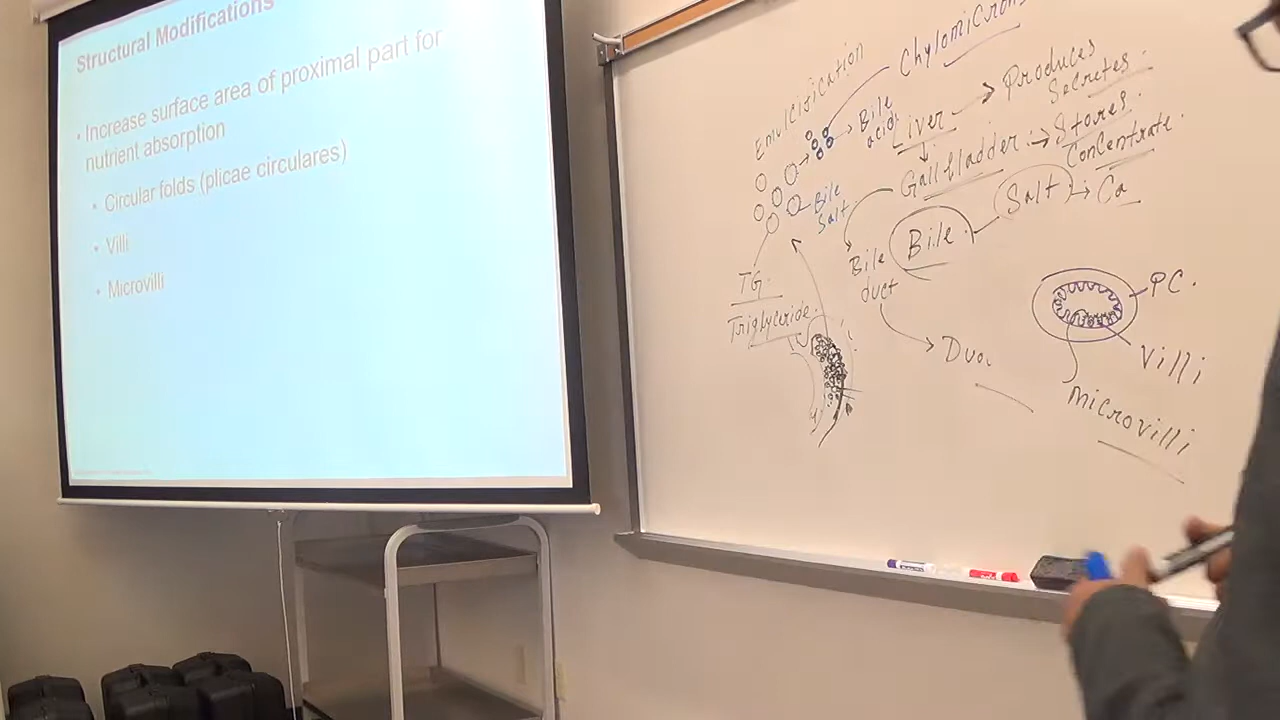 Structural Modifications
• Increase surface area of proximal part for
nutrient absorption
• Circular folds (plicae circulares)
• Villi
• Microvilli
Emulcification
Chylomicrons
Bile
acids
Liver → Produces
Secretes.
Gallbladder → Stores.
Concentrate.
Bile
Salt
Bile
Salt → Ca
Bile
duct
TG.
Triglyceride.
Duo.
PC.
Villi
Microvilli